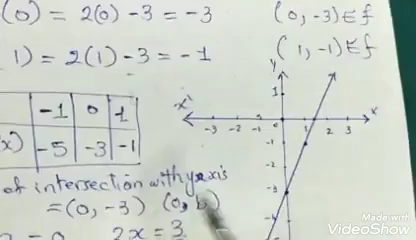 (0) = 2(0) - 3 = -3 (0, -3) ∈ f
1) = 2(1) - 3 = -1 (1, -1) ∈ f
y
1
x' -3 -2 -1 1 2 3 x
-1
-2
-3
-4
-1 0 1
x) -5 -3 -1
of intersection with y axis
= (0, -3) (0, b)
2x = 3
Made with
VideoShow